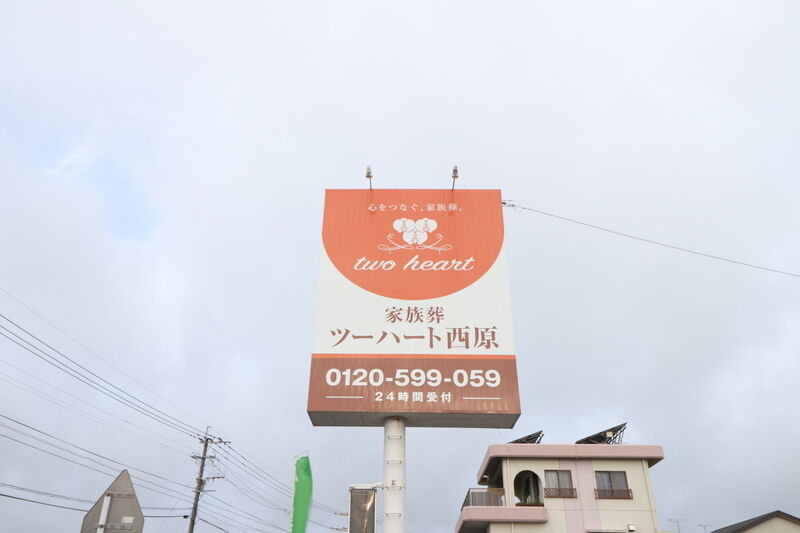 心をつなぐ、家族葬。
two heart
家族葬
ツーハート西原
0120-599-059
24時間受付